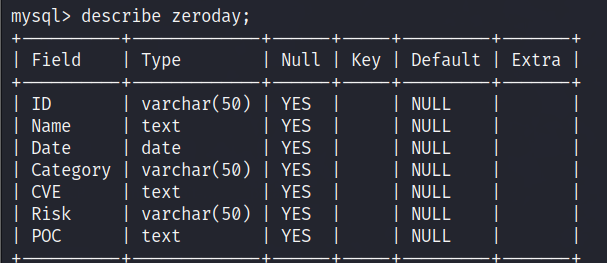 mysql> describe zeroday;
+----------+-------------+------+-----+---------+-------+
| Field    | Type        | Null | Key | Default | Extra |
+----------+-------------+------+-----+---------+-------+
| ID       | varchar(50) | YES  |     | NULL    |       |
| Name     | text        | YES  |     | NULL    |       |
| Date     | date        | YES  |     | NULL    |       |
| Category | varchar(50) | YES  |     | NULL    |       |
| CVE      | text        | YES  |     | NULL    |       |
| Risk     | varchar(50) | YES  |     | NULL    |       |
| POC      | text        | YES  |     | NULL    |       |
+----------+-------------+------+-----+---------+-------+